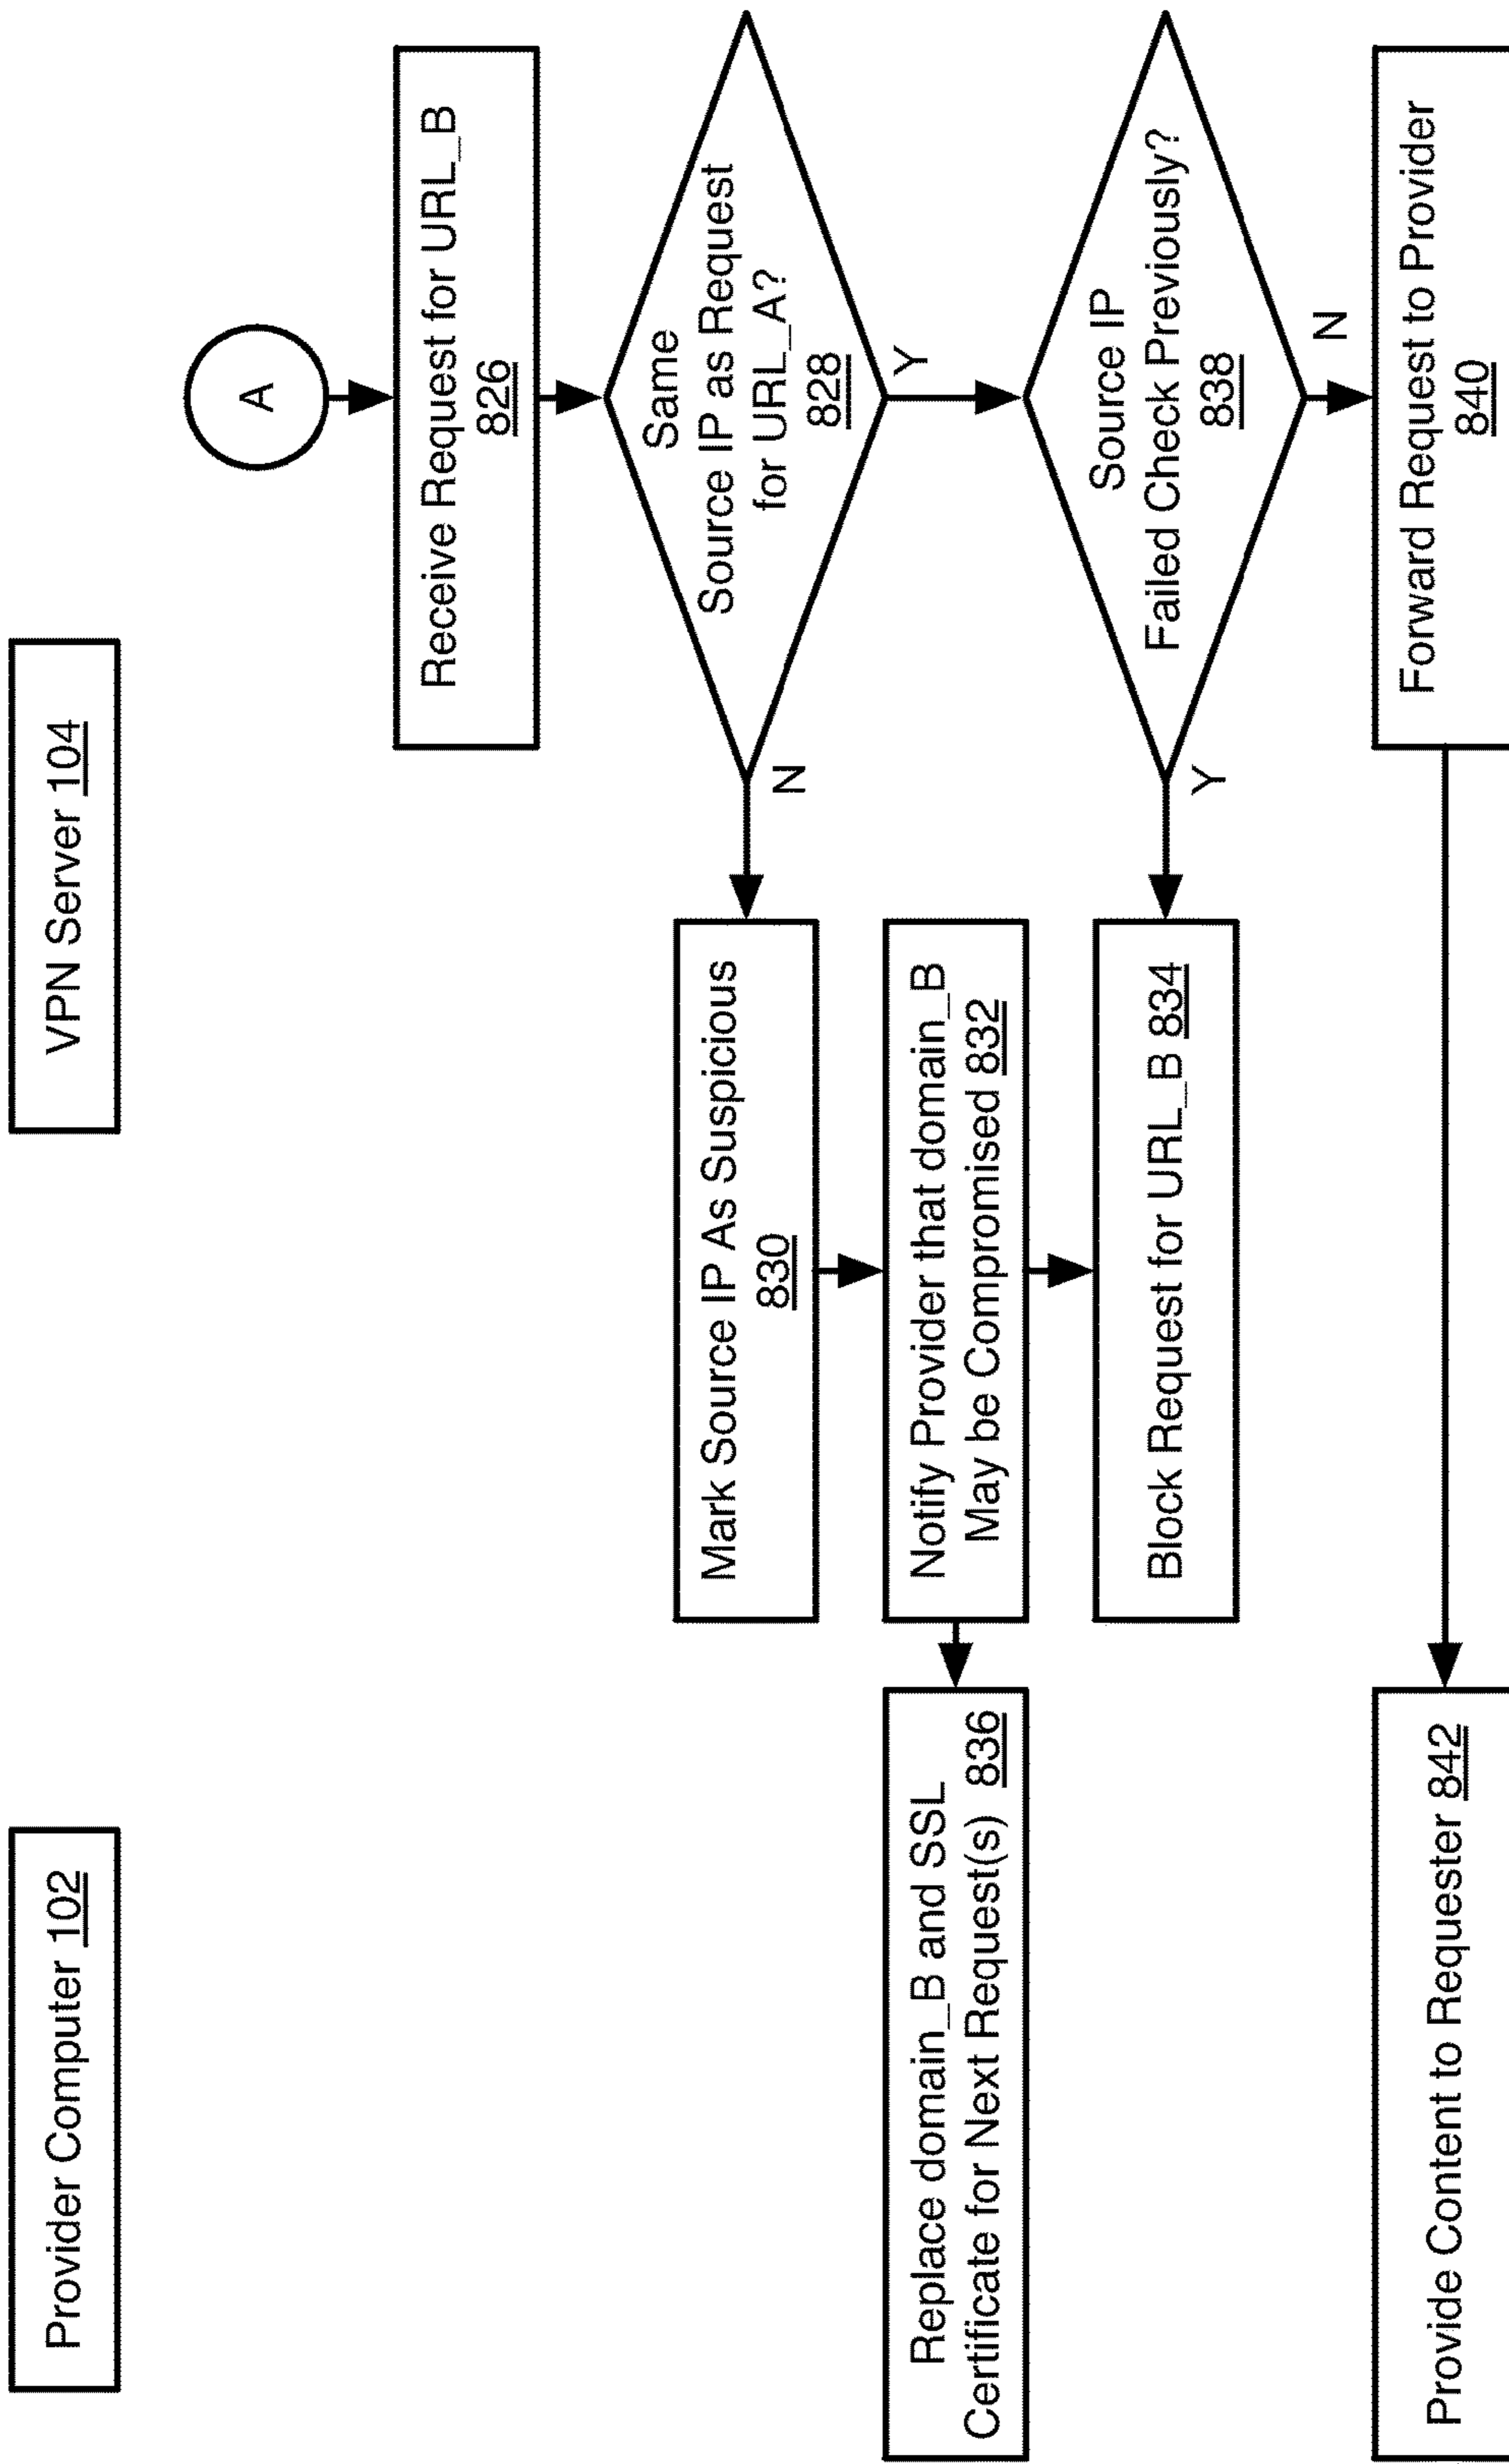 Provider Computer 102
VPN Server 104
A
Receive Request for URL_B
826
Same
Source IP as Request
for URL_A?
828
N
Y
Mark Source IP As Suspicious
830
Notify Provider that domain_B
May be Compromised 832
Replace domain_B and SSL
Certificate for Next Request(s) 836
Block Request for URL_B 834
Source IP
Failed Check Previously?
838
Y
N
Forward Request to Provider
840
Provide Content to Requester 842